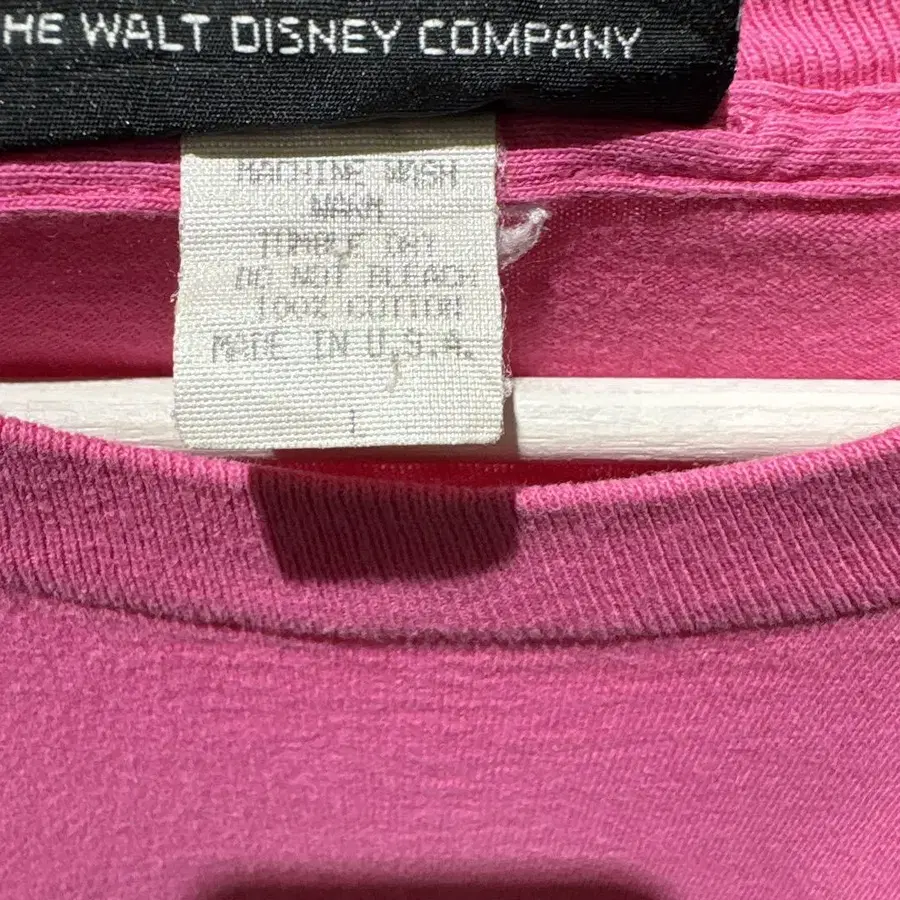 HE WALT DISNEY COMPANY
MACHINE WASH
WARM
TUMBLE DRY
DO NOT BLEACH
100% COTTON
MADE IN U.S.A.